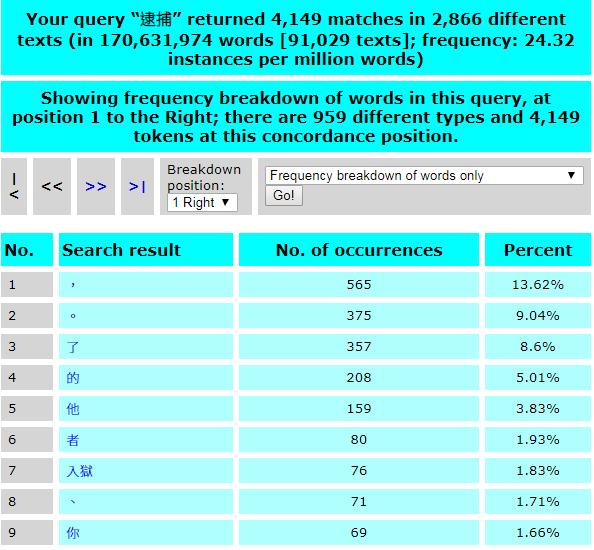 Your query “逮捕” returned 4,149 matches in 2,866 different
texts (in 170,631,974 words [91,029 texts]; frequency: 24.32
instances per million words)
Showing frequency breakdown of words in this query, at
position 1 to the Right; there are 959 different types and 4,149
tokens at this concordance position.
|< << >> >| Breakdown position: 1 Right ▼ Frequency breakdown of words only ▼
Go!
No. Search result No. of occurrences Percent
1 , 565 13.62%
2 。 375 9.04%
3 了 357 8.6%
4 的 208 5.01%
5 他 159 3.83%
6 者 80 1.93%
7 入獄 76 1.83%
8 、 71 1.71%
9 你 69 1.66%